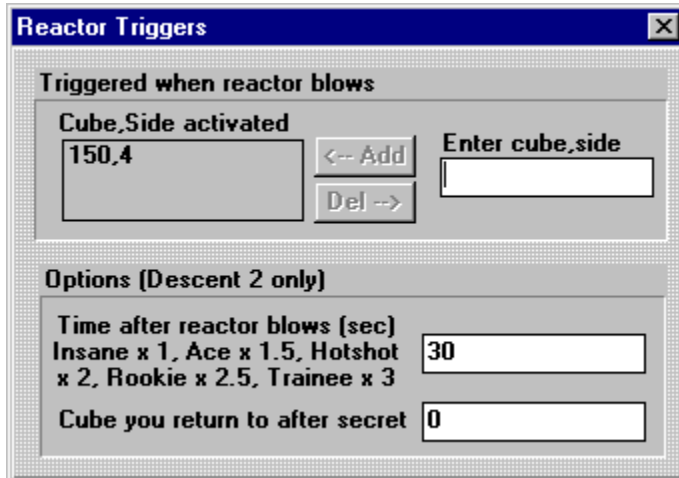 Reactor Triggers
Triggered when reactor blows
Cube,Side activated
150,4
<-- Add
Del -->
Enter cube,side
Options (Descent 2 only)
Time after reactor blows (sec)
Insane x 1, Ace x 1.5, Hotshot
x 2, Rookie x 2.5, Trainee x 3
30
Cube you return to after secret
0